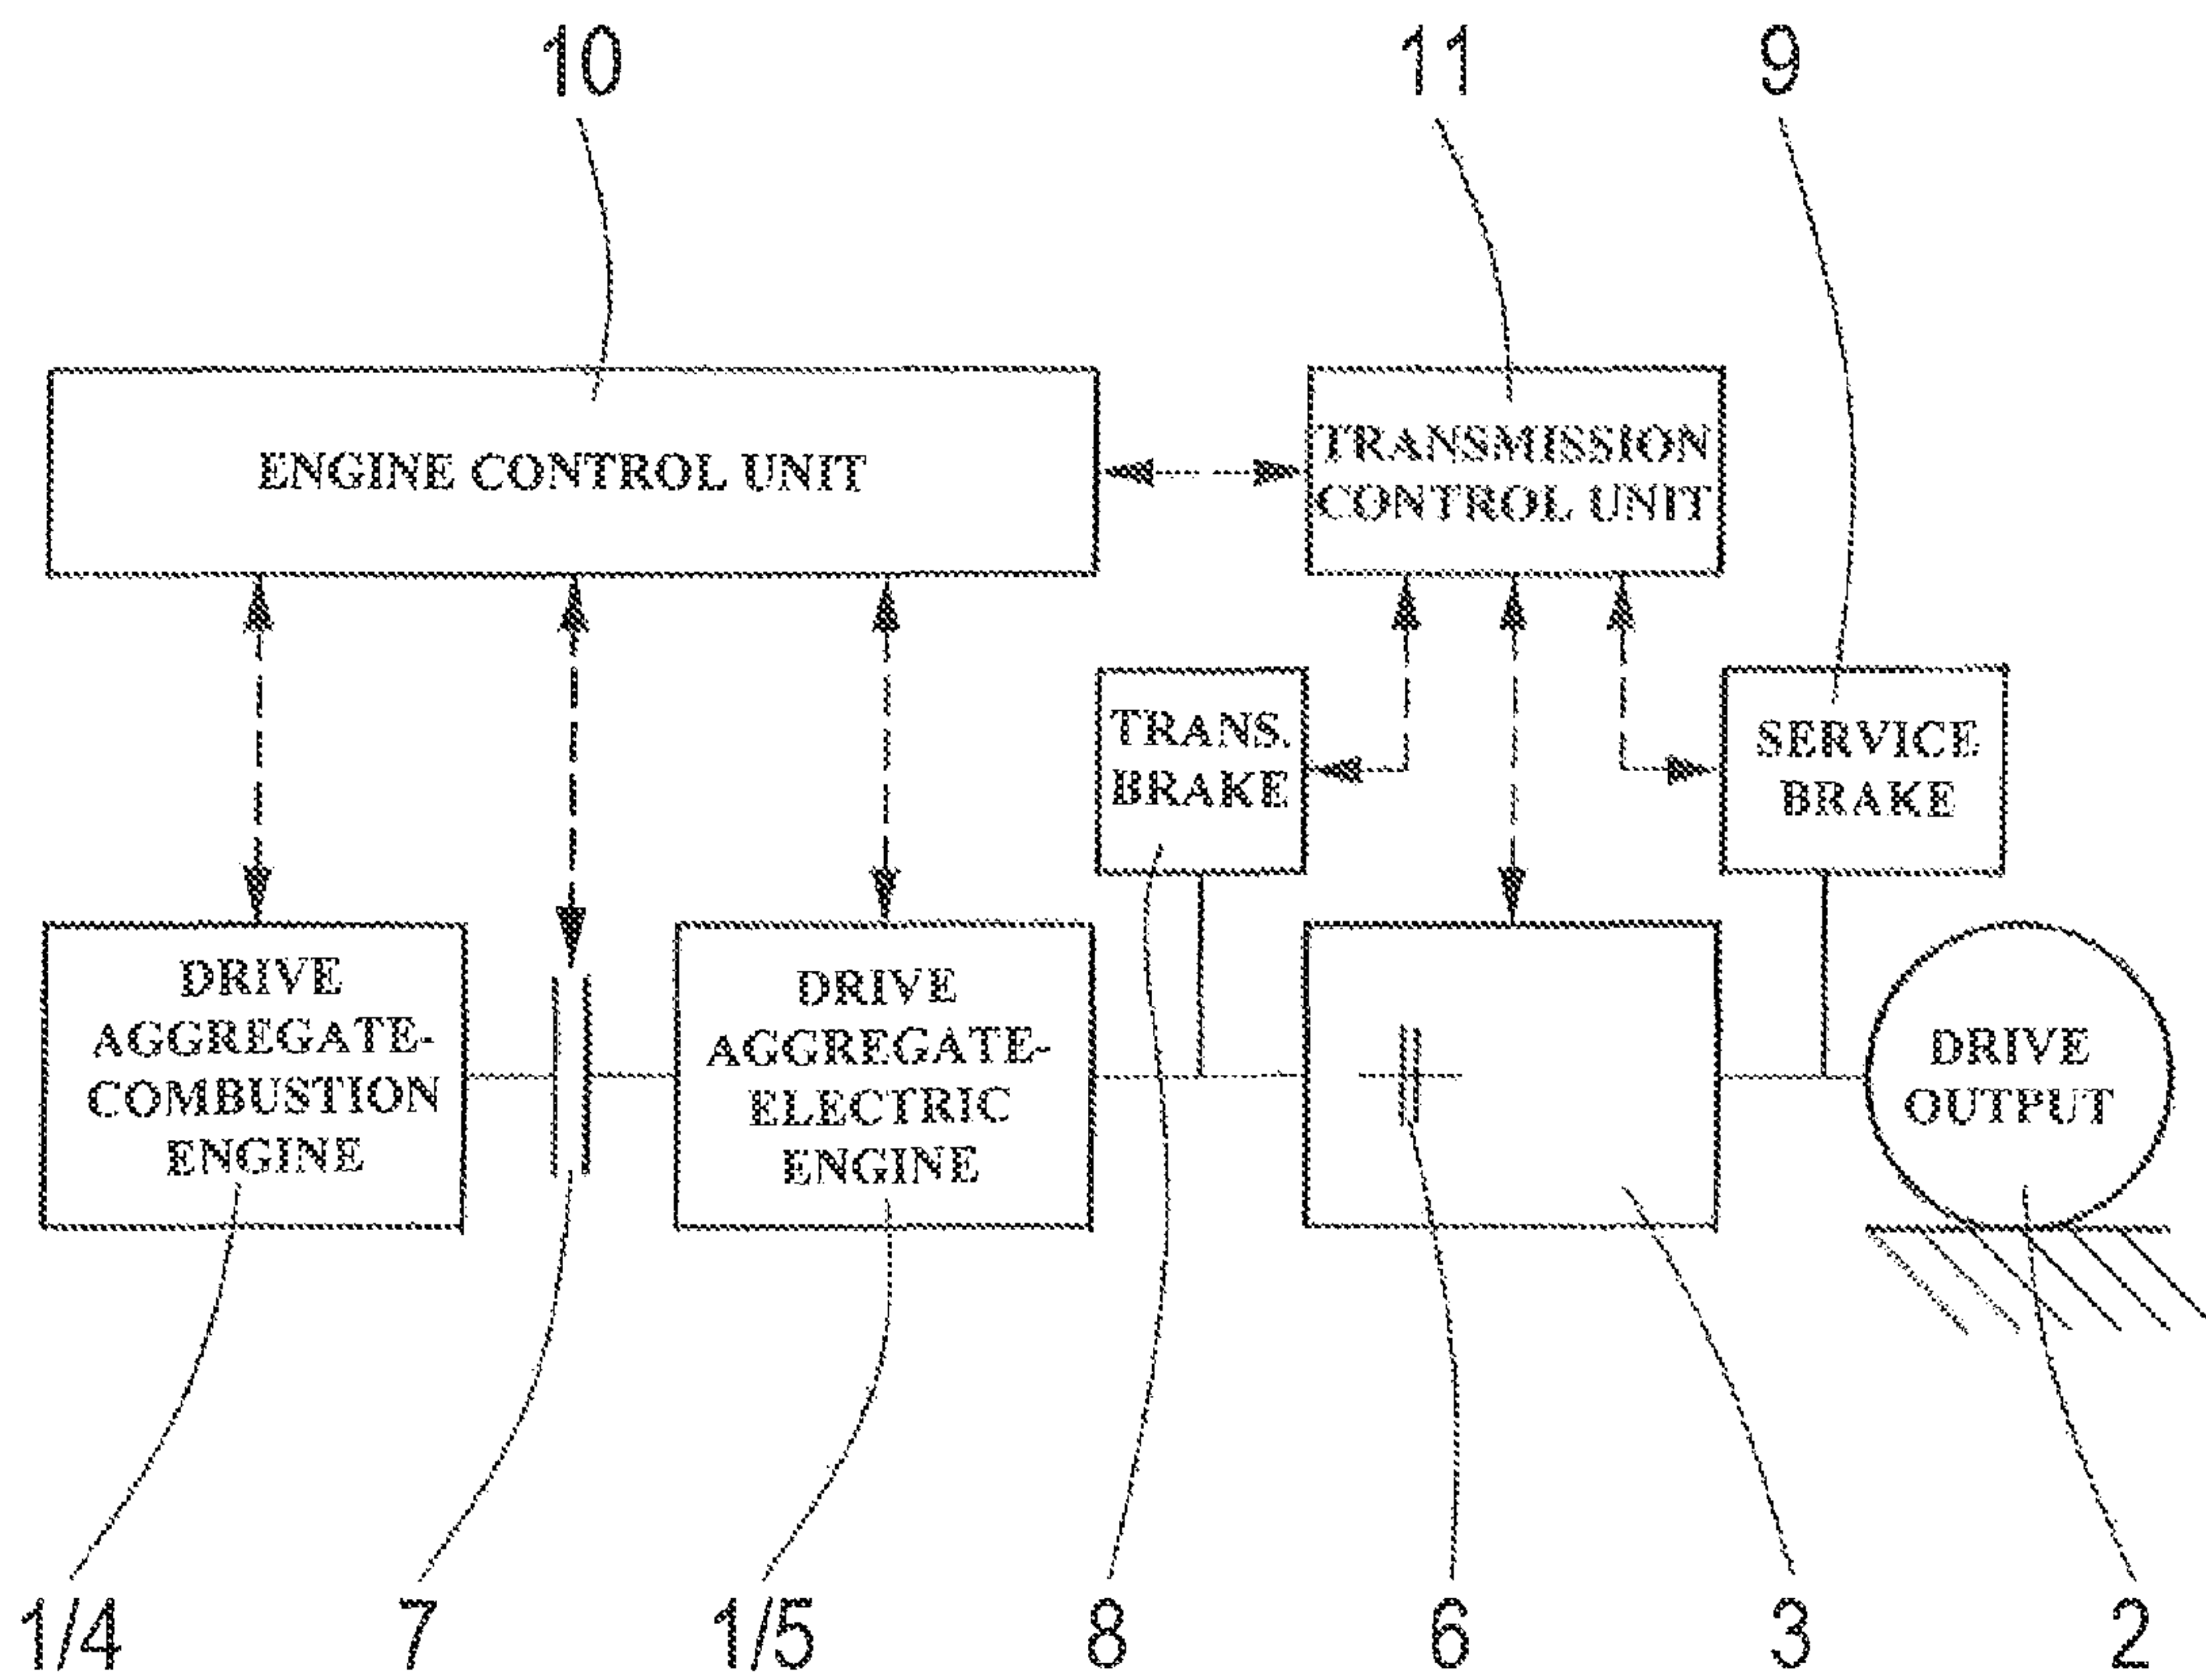 10
11
9
ENGINE CONTROL UNIT
TRANSMISSION
CONTROL UNIT
TRANS.
BRAKE
SERVICE
BRAKE
DRIVE
AGGREGATE-
COMBUSTION
ENGINE
DRIVE
AGGREGATE-
ELECTRIC
ENGINE
DRIVE
OUTPUT
1/4
7
1/5
8
6
3
2